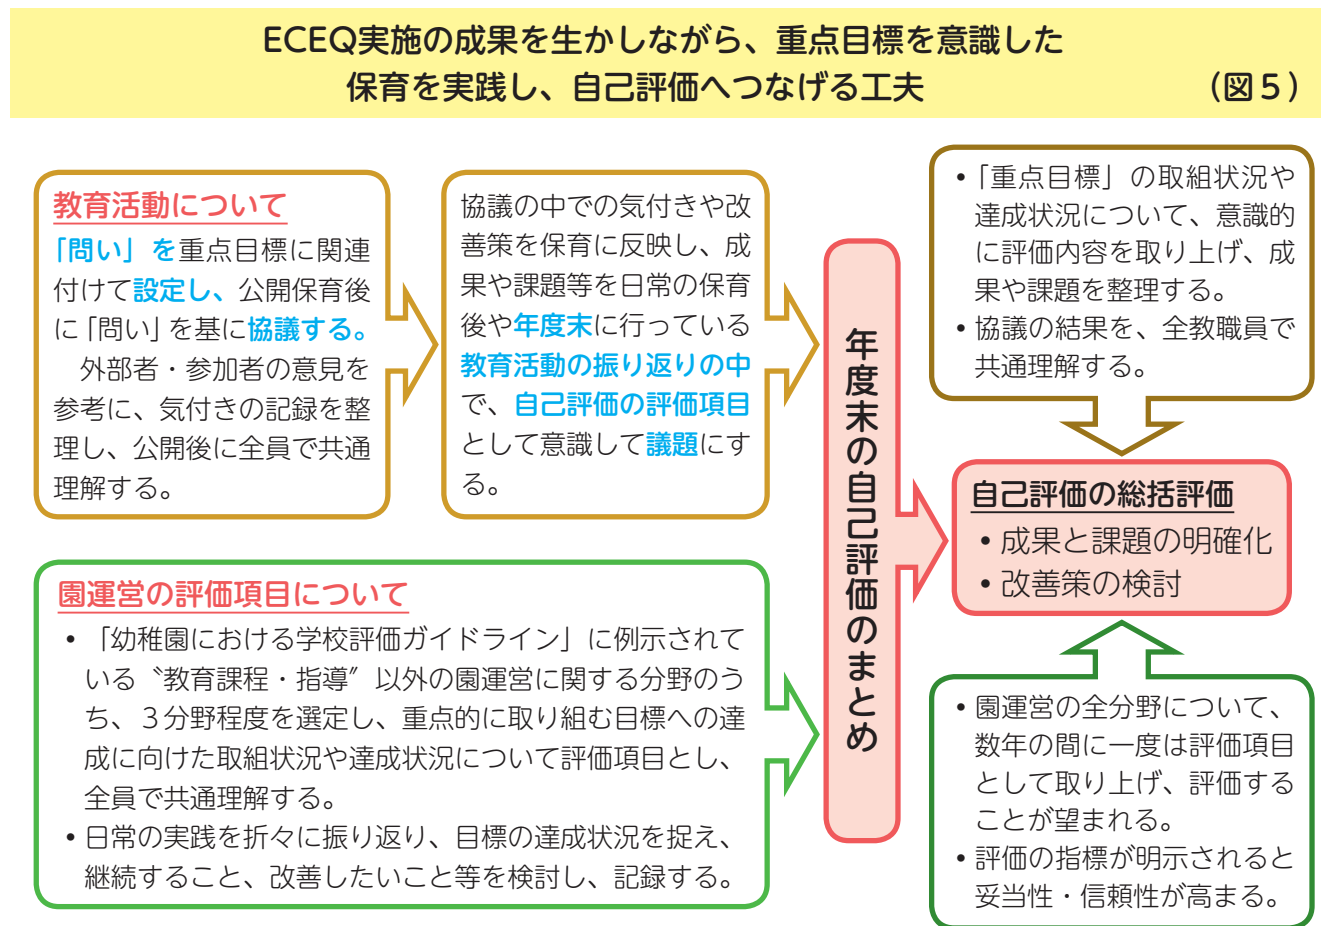 ECEQ実施の成果を生かしながら、重点目標を意識した
保育を実践し、自己評価へつなげる工夫
(図5)
教育活動について
「問い」を重点目標に関連
付けて設定し、公開保育後
に「問い」を基に協議する。
　外部者・参加者の意見を
参考に、気付きの記録を整
理し、公開後に全員で共通
理解する。
協議の中での気付きや改
善策を保育に反映し、成
果や課題等を日常の保育
後や年度末に行っている
教育活動の振り返りの中
で、自己評価の評価項目
として意識して議題にす
る。
園運営の評価項目について
• 「幼稚園における学校評価ガイドライン」に例示されて
いる〝教育課程・指導〟以外の園運営に関する分野のう
ち、3分野程度を選定し、重点的に取り組む目標への達
成に向けた取組状況や達成状況について評価項目とし、
全員で共通理解する。
• 日常の実践を折々に振り返り、目標の達成状況を捉え、
継続すること、改善したいこと等を検討し、記録する。
年度末の自己評価のまとめ
• 「重点目標」の取組状況や
達成状況について、意識的
に評価内容を取り上げ、成
果や課題を整理する。
• 協議の結果を、全教職員で
共通理解する。
自己評価の総括評価
• 成果と課題の明確化
• 改善策の検討
• 園運営の全分野について、
数年の間に一度は評価項目
として取り上げ、評価する
ことが望まれる。
• 評価の指標が明示されると
妥当性・信頼性が高まる。